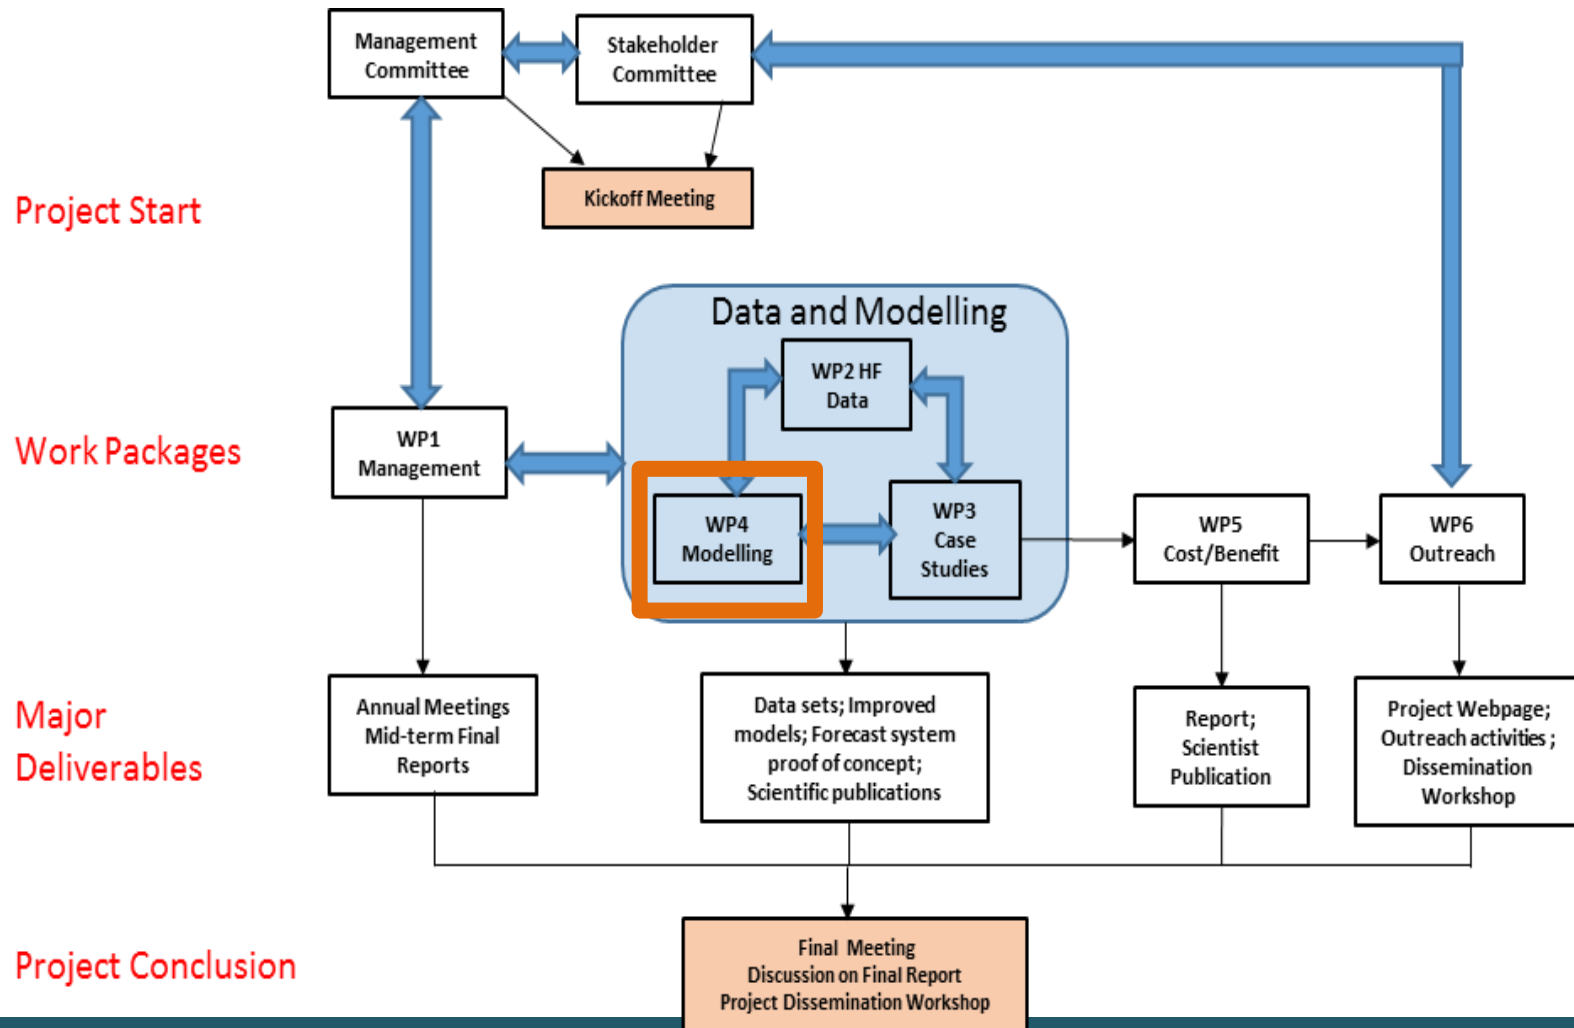 Management
Committee
Stakeholder
Committee
Project Start
Kickoff Meeting
Data and Modelling
WP2 HF
Data
Work Packages
WP1
Management
WP4
Modelling
WP3
Case
Studies
WP5
Cost/Benefit
WP6
Outreach
Major
Deliverables
Annual Meetings
Mid-term Final
Reports
Data sets; Improved
models; Forecast system
proof of concept;
Scientific publications
Report;
Scientist
Publication
Project Webpage;
Outreach activities ;
Dissemination
Workshop
Project Conclusion
Final Meeting
Discussion on Final Report
Project Dissemination Workshop